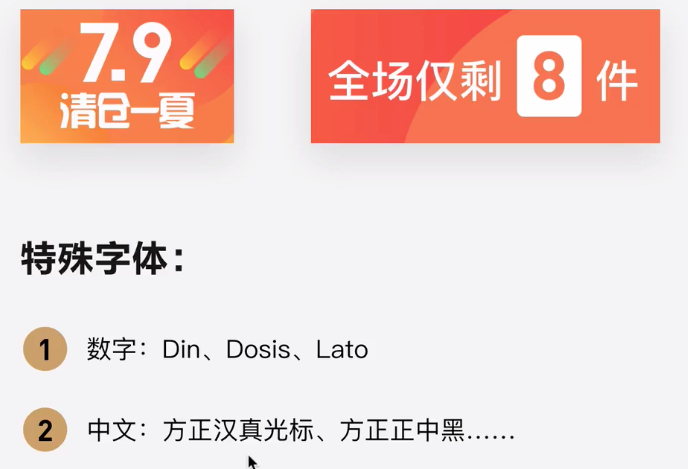 7.9
清仓一夏
全场仅剩 8 件
特殊字体：
1 数字：Din、Dosis、Lato
2 中文：方正汉真光标、方正正中黑……